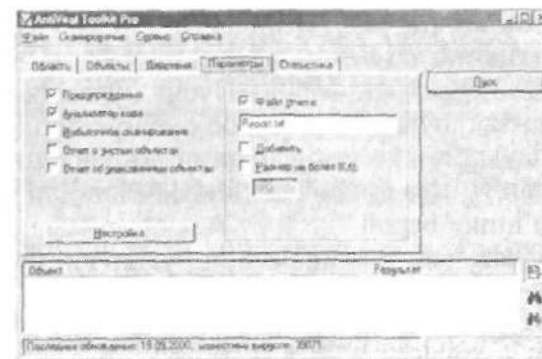 AntiViral Toolkit Pro
Файл Сканирование Сервис Справка
Область Объекты Действия Параметры Статистика
Пуск
Предупреждения
Анализатор кода
Избыточное сканирование
Отчет о чистых объектах
Отчет об упакованных объектах
Файл отчета
Report.txt
Добавить
Размер не более (Кб):
Настройка
Объект Результат
Последнее обновление: 19.09.2000, известных вирусов: